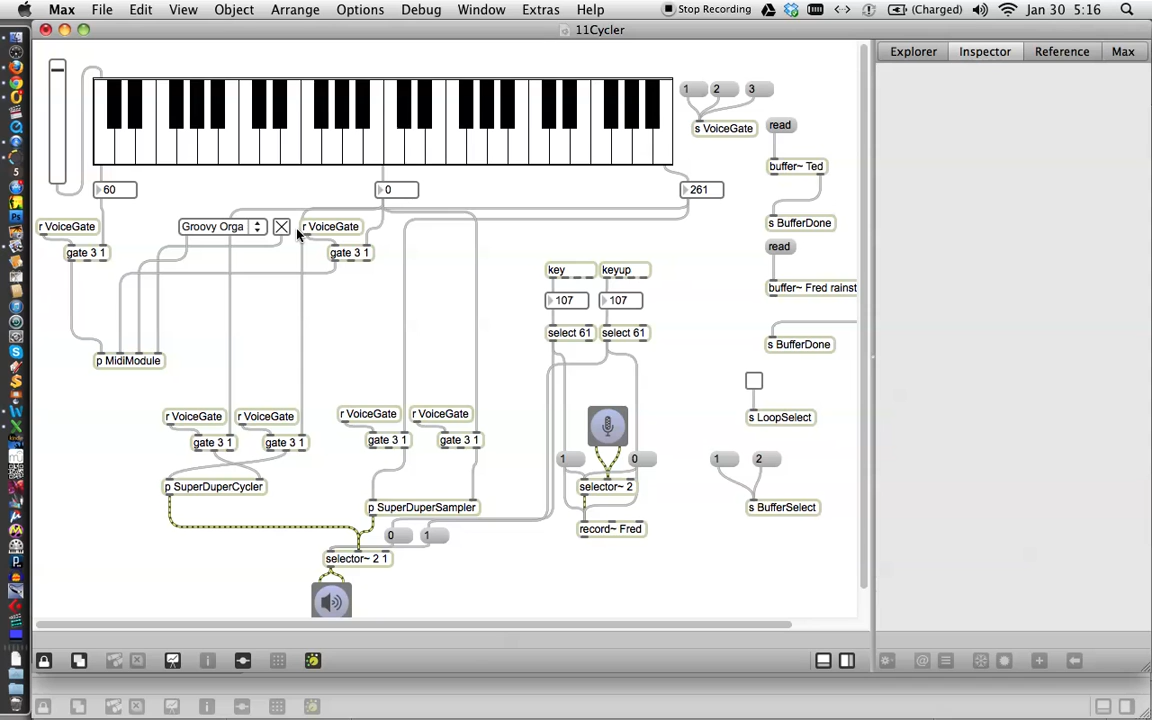 Max File Edit View Object Arrange Options Debug Window Extras Help Stop Recording (Charged) Jan 30 5:16
11Cycler
Explorer Inspector Reference Max
1 2 3
s VoiceGate
read
buffer~ Ted
60
0
261
s BufferDone
r VoiceGate
Groovy Orga
r VoiceGate
gate 3 1
gate 3 1
read
key
keyup
buffer~ Fred rainst
107
107
select 61
select 61
s BufferDone
p MidiModule
s LoopSelect
r VoiceGate r VoiceGate r VoiceGate r VoiceGate
gate 3 1 gate 3 1 gate 3 1 gate 3 1
1 0
1 2
p SuperDuperCycler
selector~ 2
p SuperDuperSampler
s BufferSelect
record~ Fred
0 1
selector~ 2 1